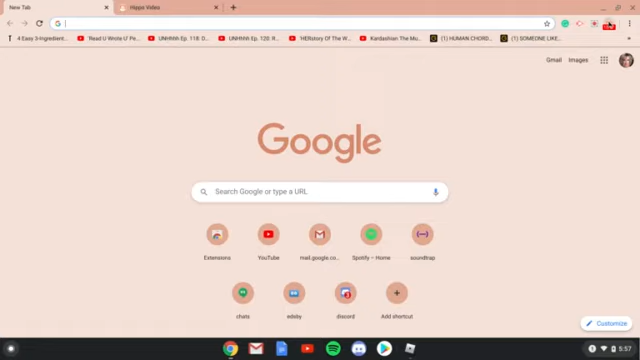 New Tab
Hippo Video
4 Easy 3-Ingredient...
'Read U Wrote U' Pe...
UNHhhh Ep. 118: G...
UNHhhh Ep. 120: R...
'HERstory Of The W...
Kardashian The Mu...
(1) HUMAN CHORD...
(1) SOMEONE LIKE...
Gmail
Images
Google
Search Google or type a URL
Extensions
YouTube
mail.google.co...
Spotify – Home
soundtrap
chats
edsby
discord
Add shortcut
Customize
5:57